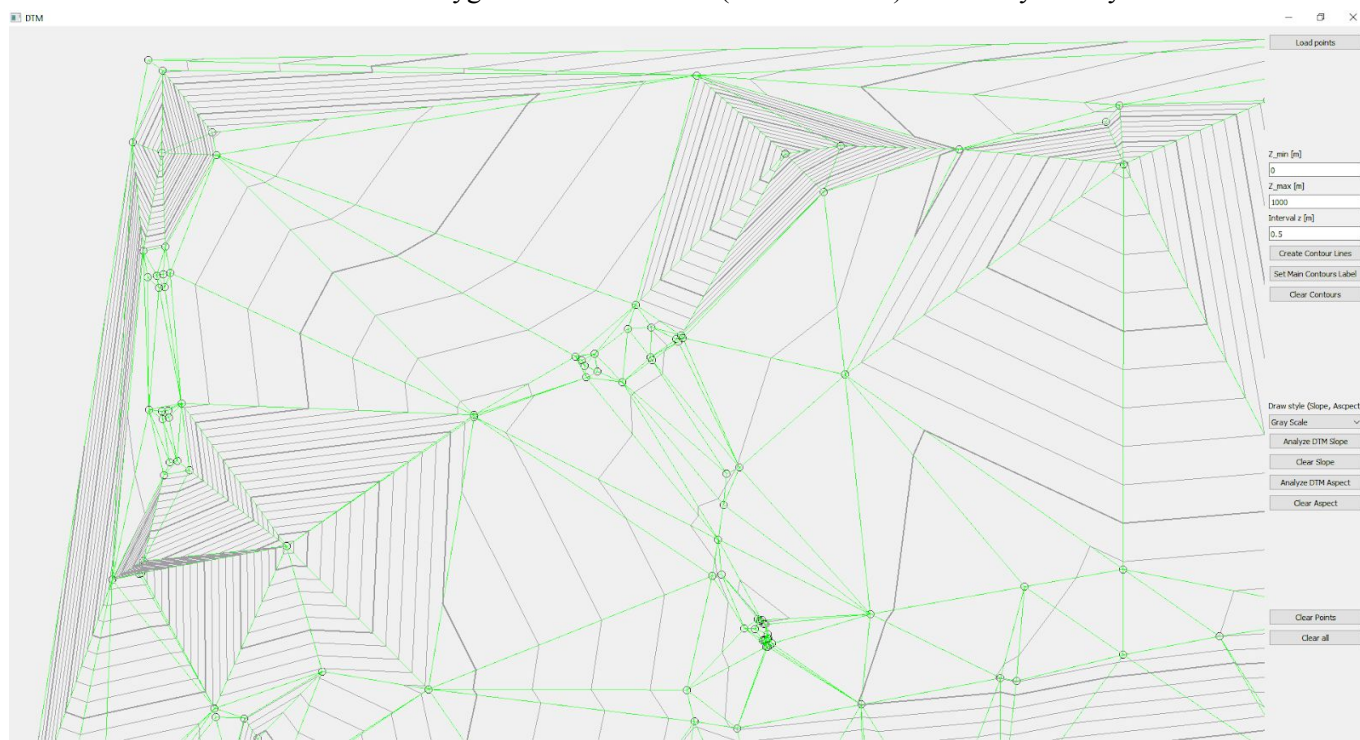 DTM
Load points
Z_min [m]
0
Z_max [m]
1000
Interval z [m]
0.5
Create Contour Lines
Set Main Contours Label
Clear Contours
Draw style (Slope, Ascpect
Gray Scale
Analyze DTM Slope
Clear Slope
Analyze DTM Aspect
Clear Aspect
Clear Points
Clear all